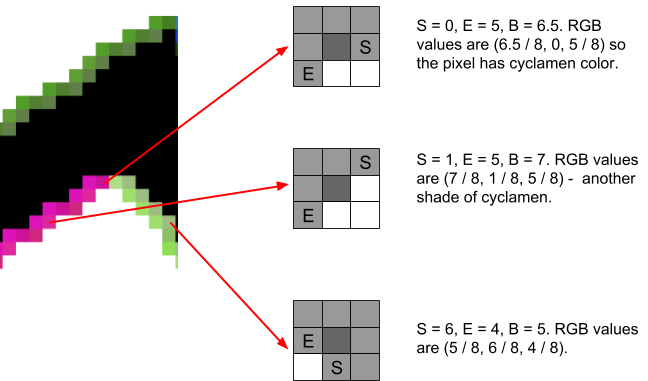 S = 0, E = 5, B = 6.5. RGB
values are (6.5 / 8, 0, 5 / 8) so
the pixel has cyclamen color.
S
E
S = 1, E = 5, B = 7. RGB values
are (7 / 8, 1 / 8, 5 / 8) -  another
shade of cyclamen.
S
E
S = 6, E = 4, B = 5. RGB values
are (5 / 8, 6 / 8, 4 / 8).
E
S